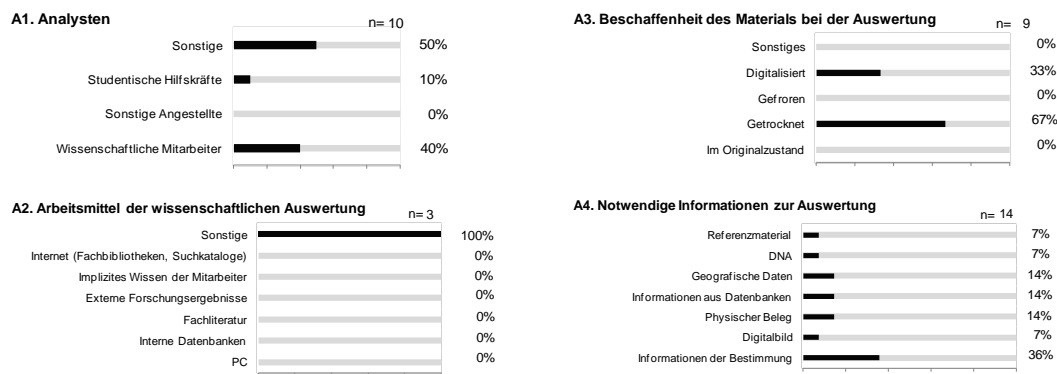 A1. Analysten
n= 10
Sonstige 50%
Studentische Hilfskräfte 10%
Sonstige Angestellte 0%
Wissenschaftliche Mitarbeiter 40%
A2. Arbeitsmittel der wissenschaftlichen Auswertung
n= 3
Sonstige 100%
Internet (Fachbibliotheken, Suchkataloge) 0%
Implizites Wissen der Mitarbeiter 0%
Externe Forschungsergebnisse 0%
Fachliteratur 0%
Interne Datenbanken 0%
PC 0%
A3. Beschaffenheit des Materials bei der Auswertung
n= 9
Sonstiges 0%
Digitalisiert 33%
Gefroren 0%
Getrocknet 67%
Im Originalzustand 0%
A4. Notwendige Informationen zur Auswertung
n= 14
Referenzmaterial 7%
DNA 7%
Geografische Daten 14%
Informationen aus Datenbanken 14%
Physischer Beleg 14%
Digitalbild 7%
Informationen der Bestimmung 36%